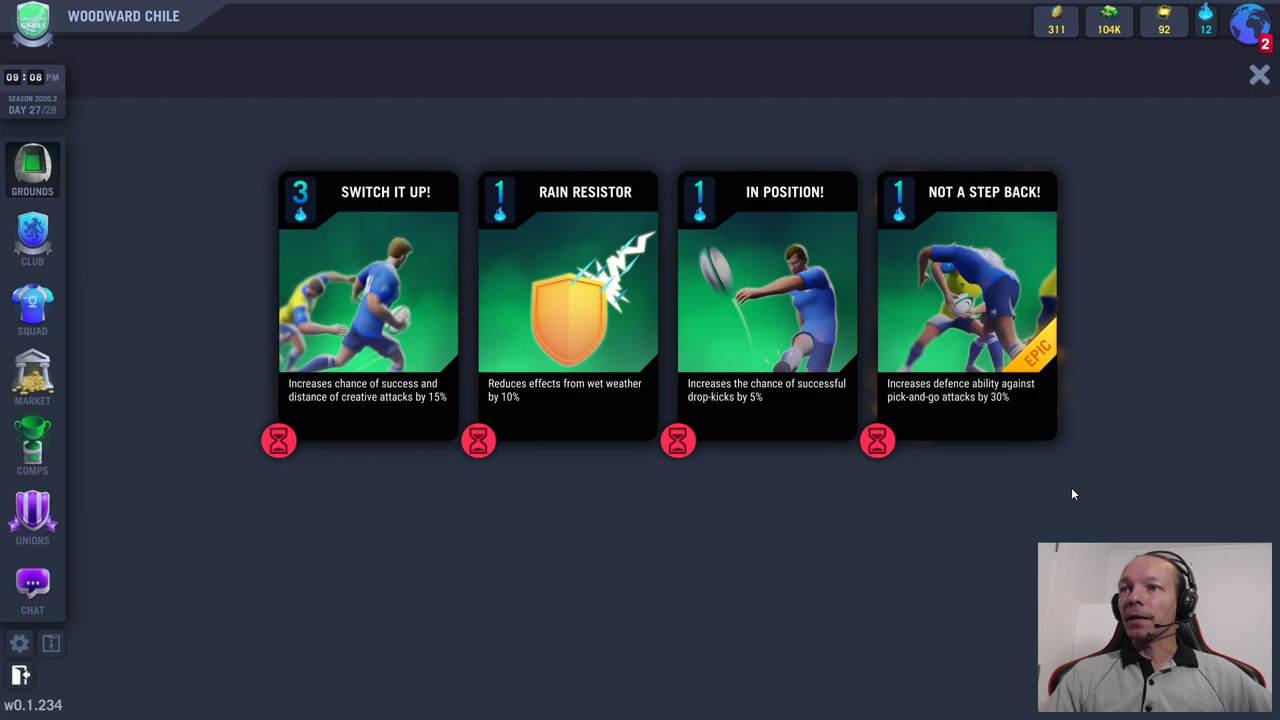 WOODWARD CHILE
311
104K
92
12
2
09 : 08 PM
SEASON 2020.2
DAY 27/28
GROUNDS
CLUB
SQUAD
MARKET
COMPS
UNIONS
CHAT
w0.1.234
3
SWITCH IT UP!
Increases chance of success and
distance of creative attacks by 15%
1
RAIN RESISTOR
Reduces effects from wet weather
by 10%
1
IN POSITION!
Increases the chance of successful
drop-kicks by 5%
1
NOT A STEP BACK!
EPIC
Increases defence ability against
pick-and-go attacks by 30%